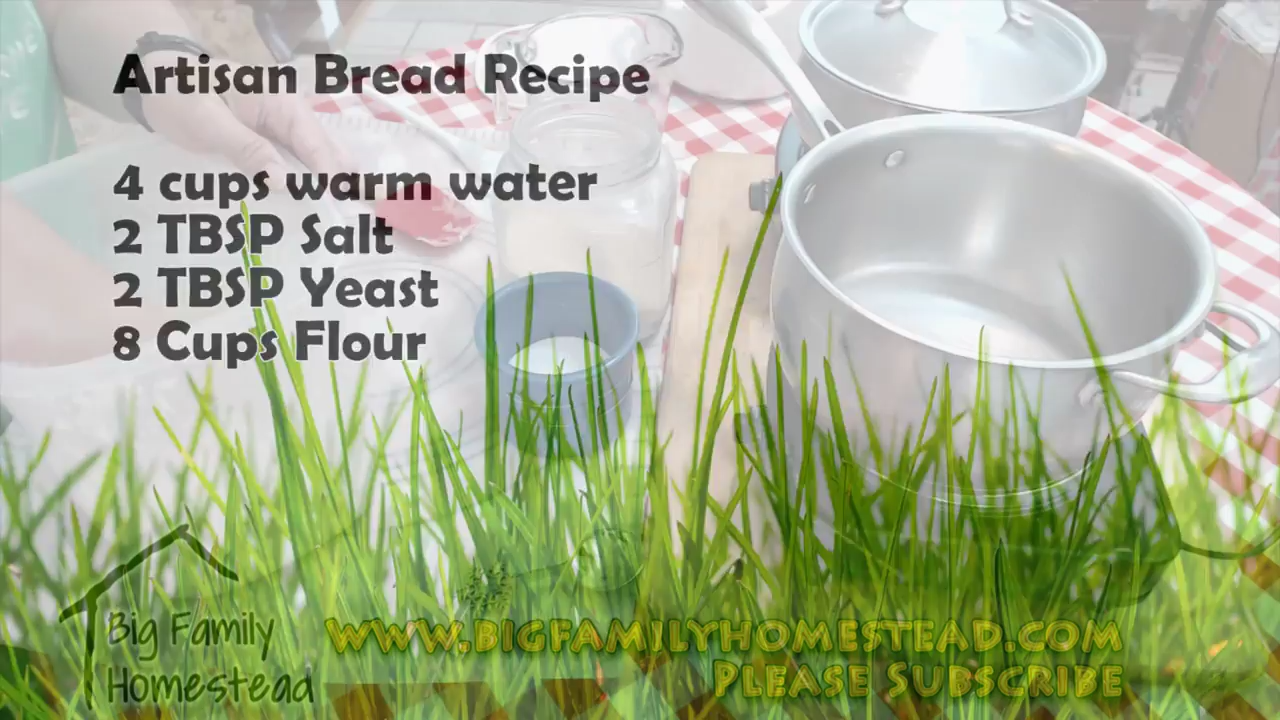 Artisan Bread Recipe
4 cups warm water
2 TBSP Salt
2 TBSP Yeast
8 Cups Flour
Big Family
Homestead
WWW.BIGFAMILYHOMESTEAD.COM
PLEASE SUBSCRIBE